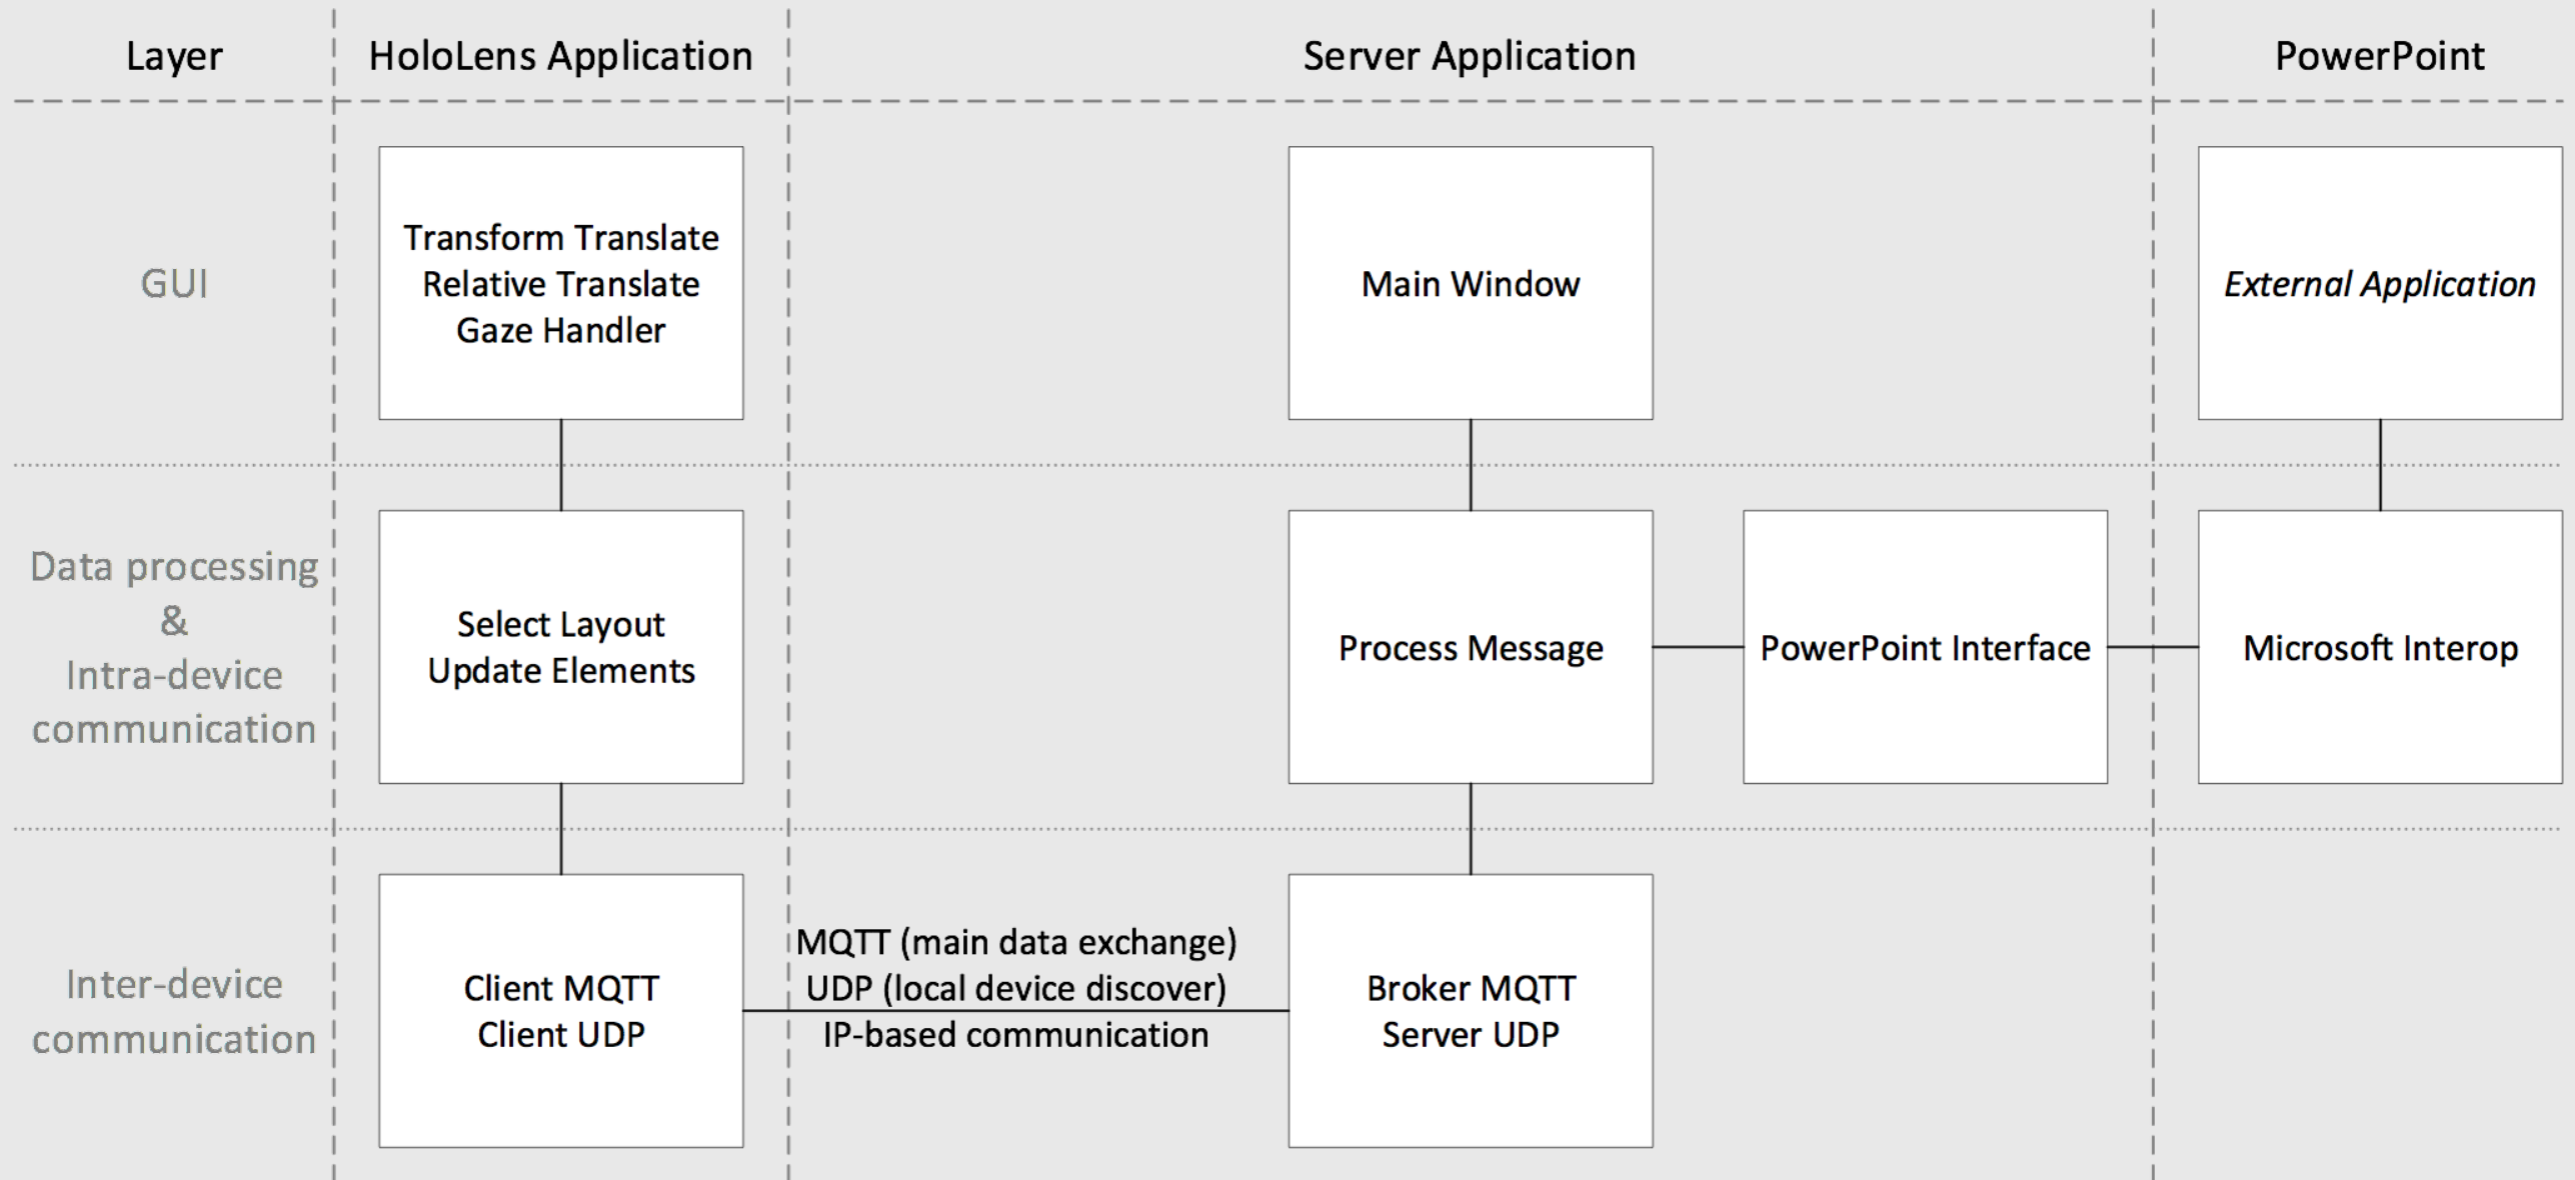 Layer
HoloLens Application
Server Application
PowerPoint
GUI
Transform Translate
Relative Translate
Gaze Handler
Main Window
External Application
Data processing
&
Intra-device
communication
Select Layout
Update Elements
Process Message
PowerPoint Interface
Microsoft Interop
Inter-device
communication
Client MQTT
Client UDP
MQTT (main data exchange)
UDP (local device discover)
IP-based communication
Broker MQTT
Server UDP